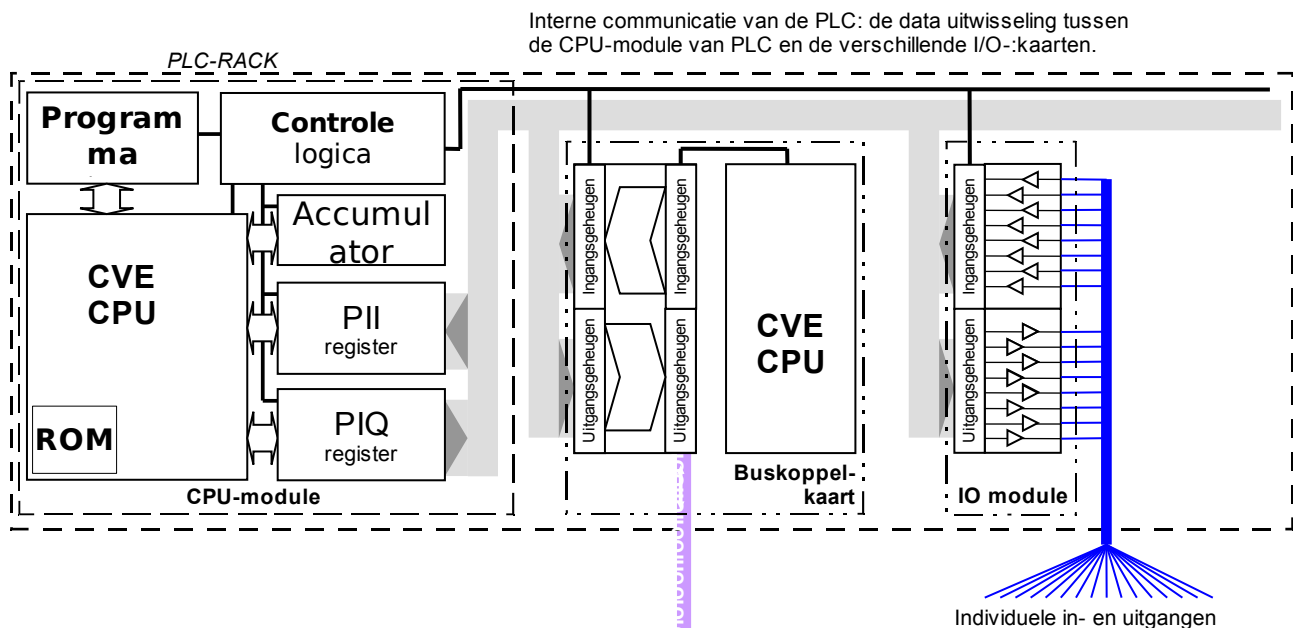 Interne communicatie van de PLC: de data uitwisseling tussen
de CPU-module van PLC en de verschillende I/O-:kaarten.
PLC-RACK
Program
ma
Controle
logica
Accumul
ator
CVE
CPU
PII
register
PIQ
register
ROM
CPU-module
Ingangsgeheugen
Uitgangsgeheugen
Ingangsgeheugen
Uitgangsgeheugen
CVE
CPU
Buskoppel-
kaart
Ingangsgeheugen
Uitgangsgeheugen
IO module
Individuele in- en uitgangen